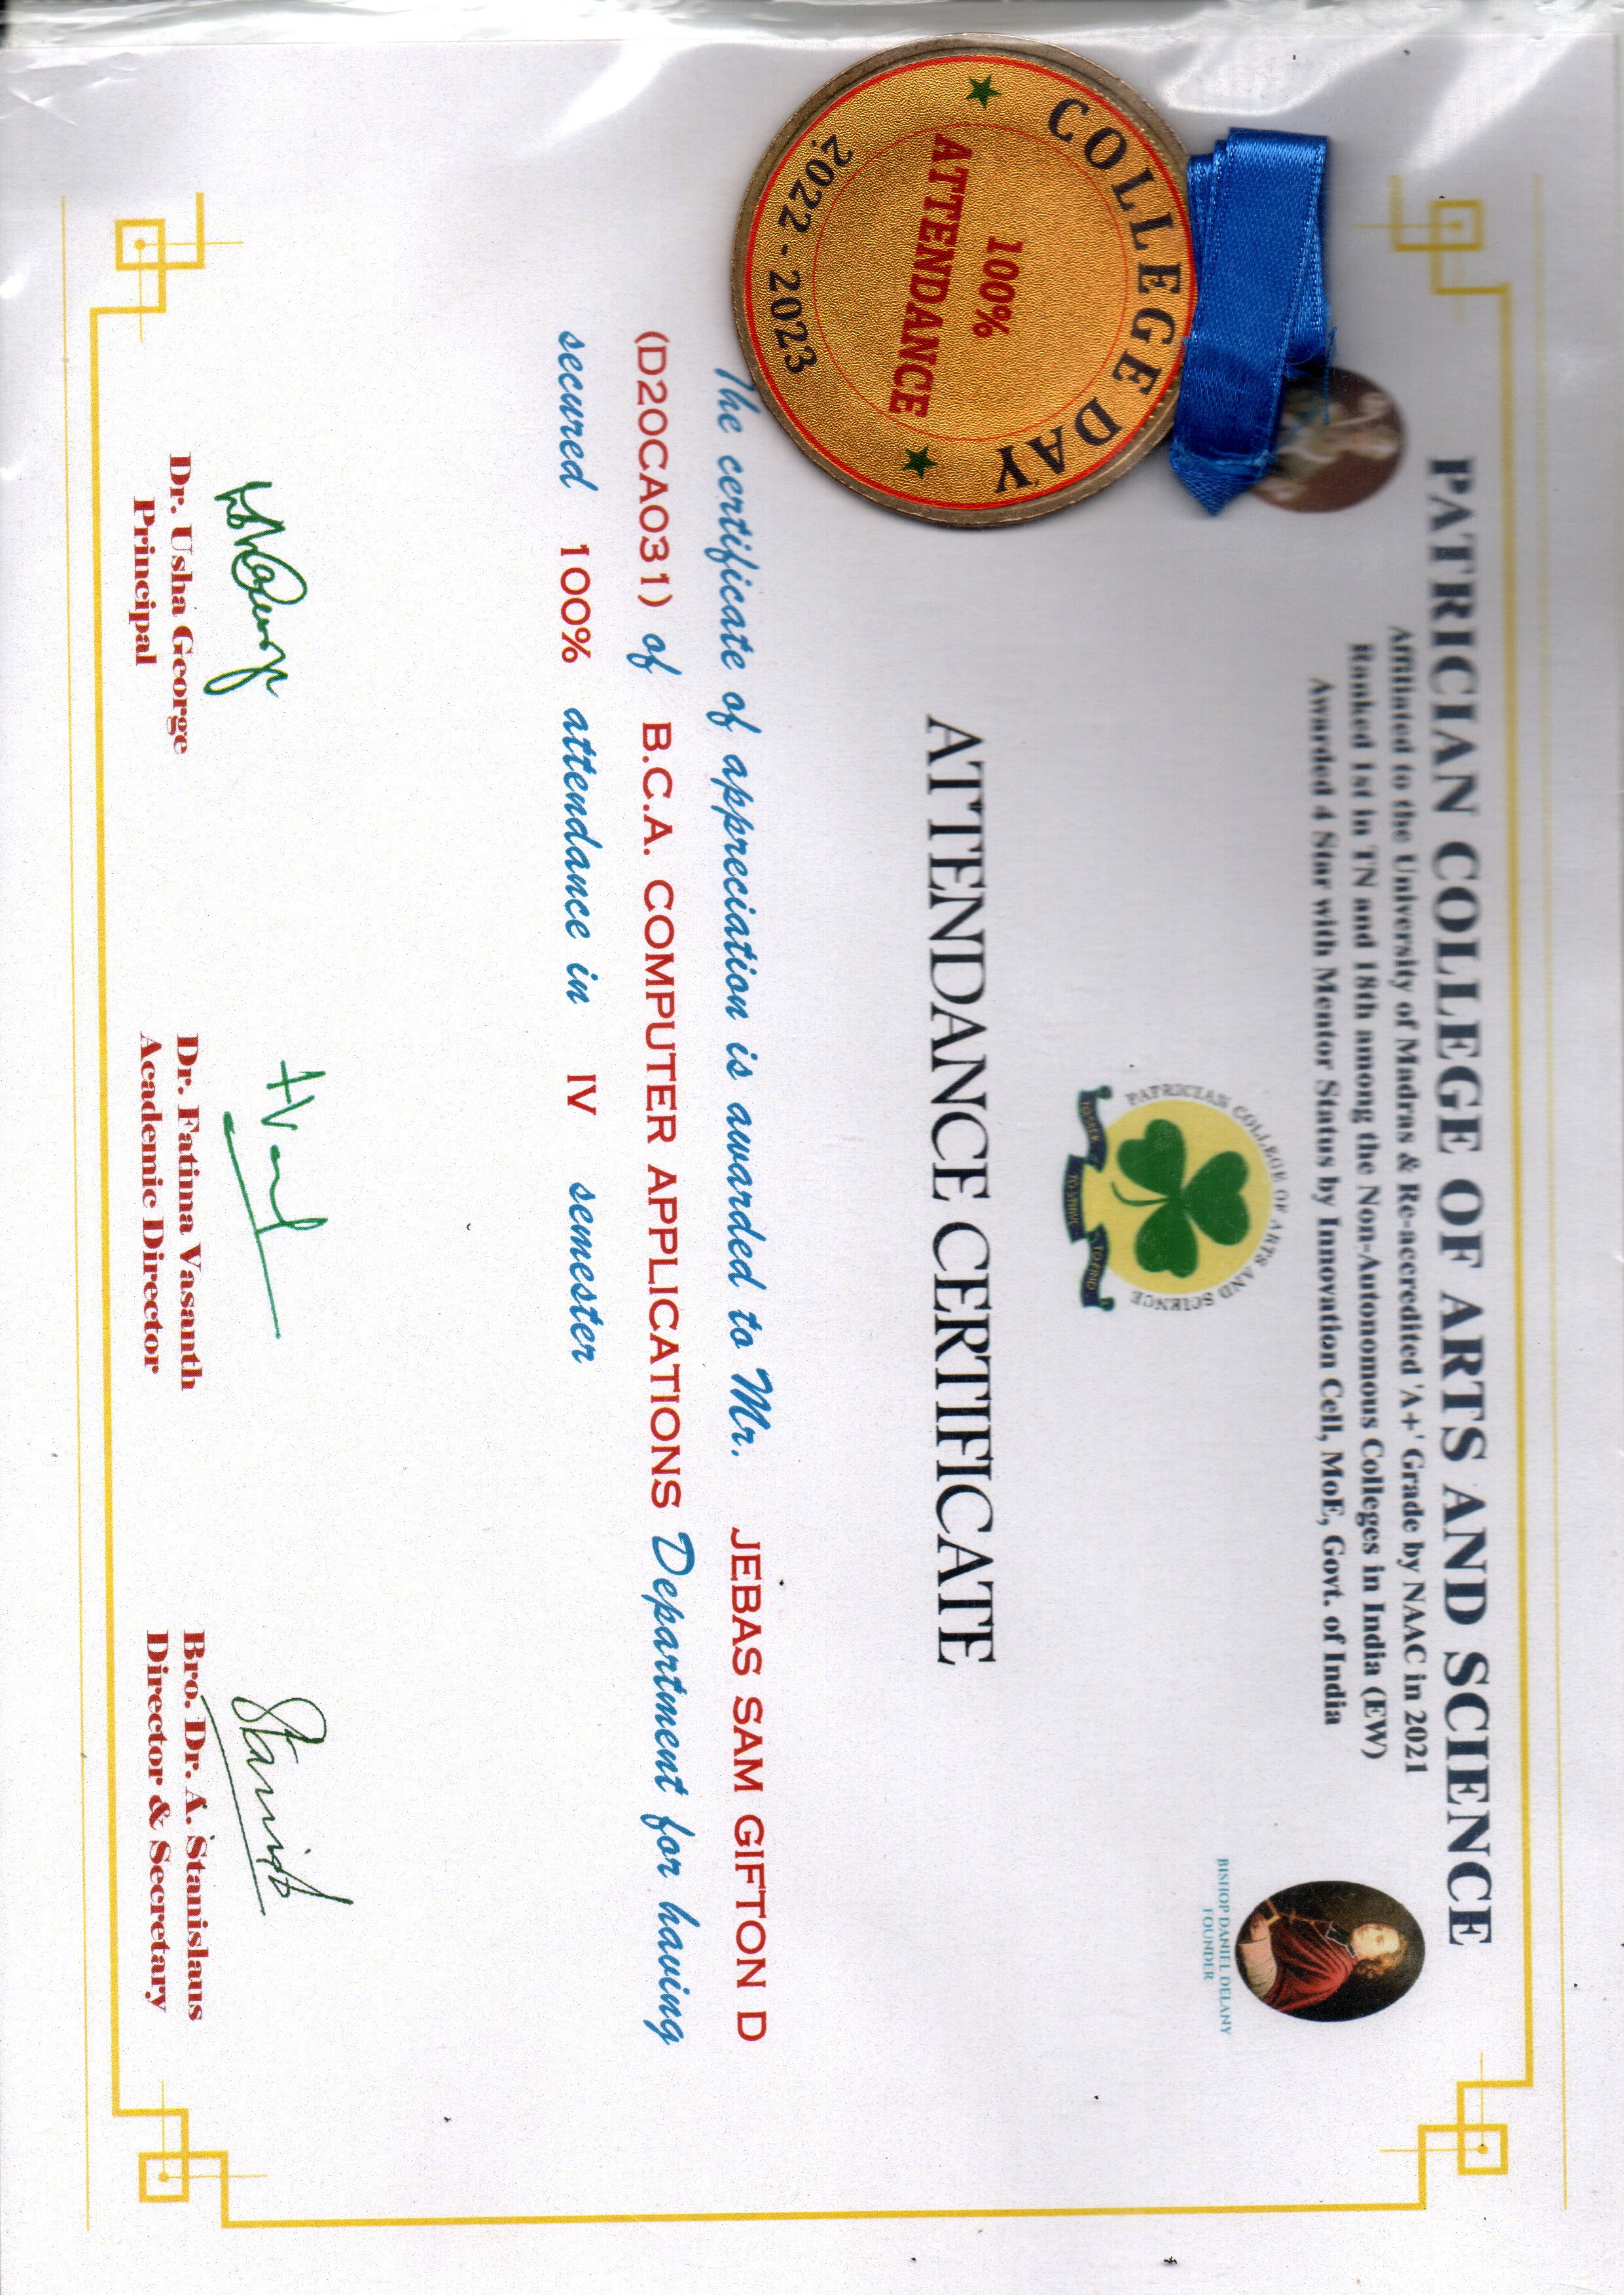 PATRICIAN COLLEGE OF ARTS AND SCIENCE
Affiliated to the University of Madras & Re-accredited 'A+' Grade by NAAC in 2021
Ranked 1st in TN and 18th among the Non-Autonomous Colleges in India (EW)
Awarded 4 Star with Mentor Status by Innovation Cell, MoE, Govt. of India
BISHOP DANIEL DELANY
FOUNDER
PATRICIAN COLLEGE OF ARTS AND SCIENCE
TO SEEK
TO STRIVE
TO FIND
COLLEGE DAY
100%
ATTENDANCE
2022 - 2023
ATTENDANCE CERTIFICATE
The certificate of appreciation is awarded to Mr. JEBAS SAM GIFTON D
(D20CA031) of B.C.A. COMPUTER APPLICATIONS Department for having
secured 100% attendance in IV semester
Dr. Usha George
Principal
Dr. Fatima Vasanth
Academic Director
Bro. Dr. A. Stanislaus
Director & Secretary